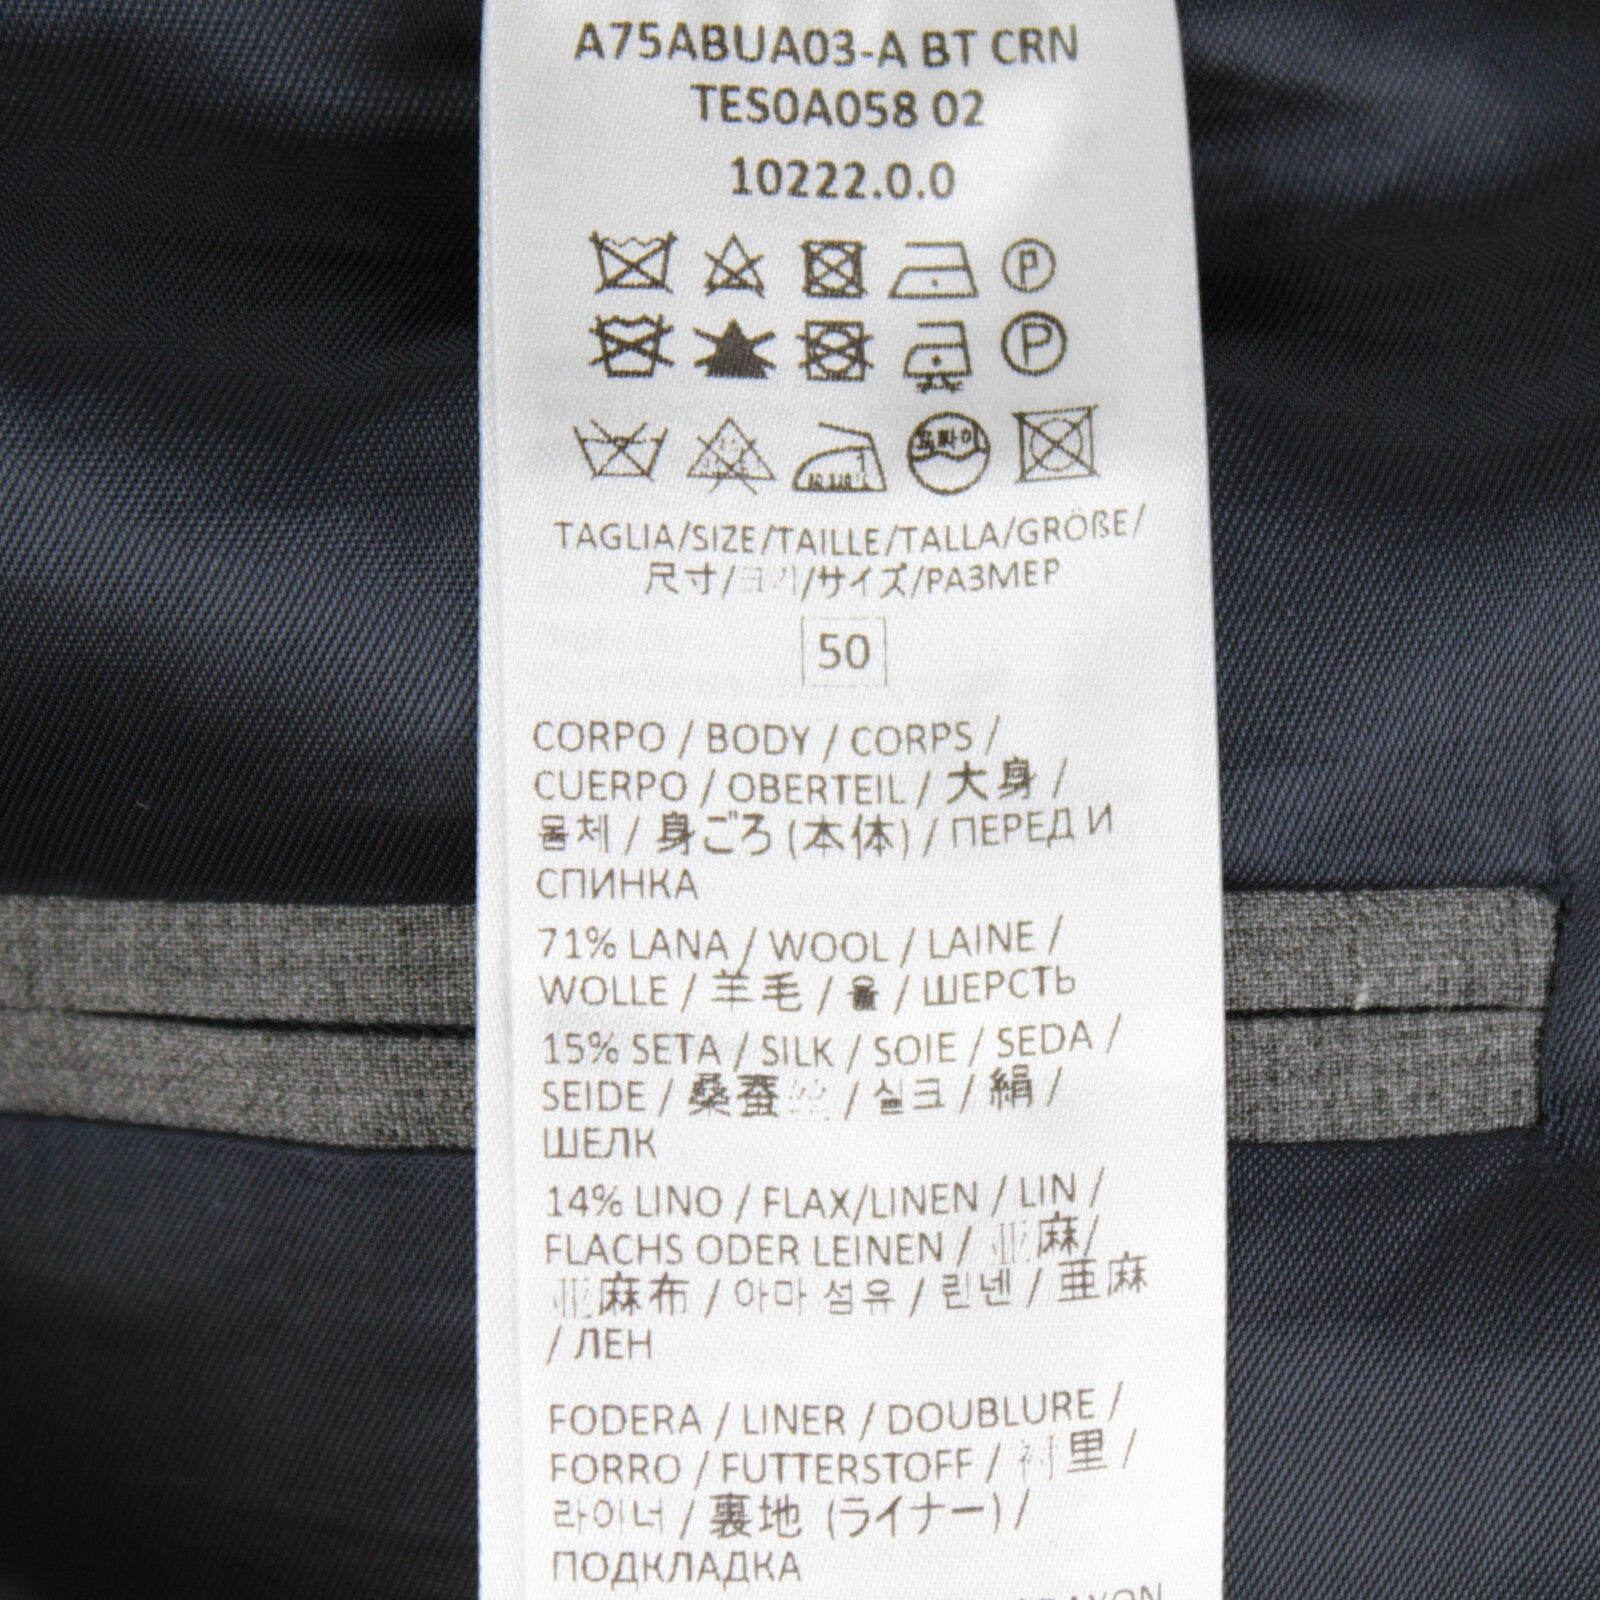 A75ABUA03-A BT CRN
TES0A058 02
10222.0.0
P
P
드라이
TAGLIA/SIZE/TAILLE/TALLA/GRÖßE/
尺寸/크기/サイズ/РАЗМЕР
50
CORPO / BODY / CORPS /
CUERPO / OBERTEIL / 大身 /
몸체 / 身ごろ (本体) / ПЕРЕД И
СПИНКА
71% LANA / WOOL / LAINE /
WOLLE / 羊毛 / 울 / ШЕРСТЬ
15% SETA / SILK / SOIE / SEDA /
SEIDE / 桑蚕丝 / 실크 / 絹 /
ШЕЛК
14% LINO / FLAX/LINEN / LIN /
FLACHS ODER LEINEN / 亚麻/
亚麻布 / 아마 섬유 / 린넨 / 亜麻
/ ЛЕН
FODERA / LINER / DOUBLURE /
FORRO / FUTTERSTOFF / 衬里 /
라이너 / 裏地 (ライナー) /
ПОДКЛАДКА